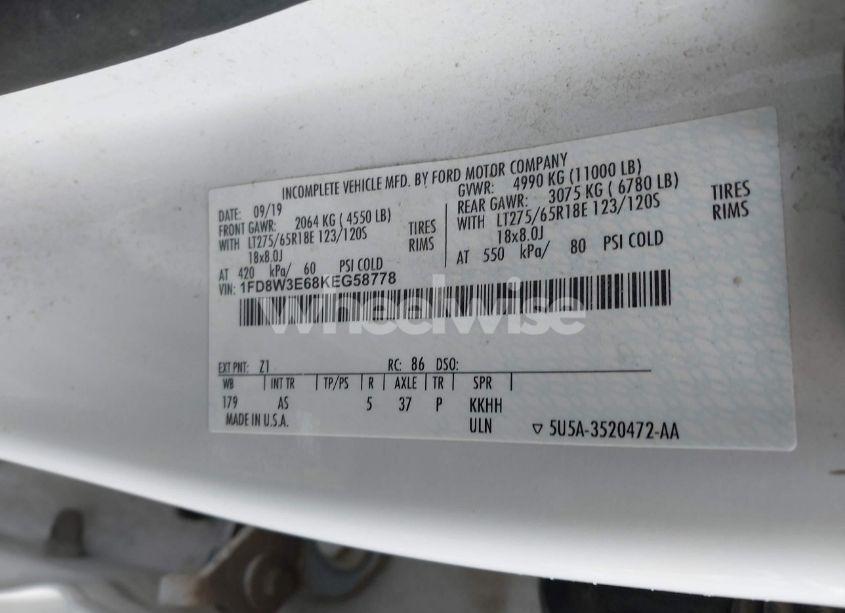 INCOMPLETE VEHICLE MFD. BY FORD MOTOR COMPANY
DATE: 09/19 GVWR: 4990 KG (11000 LB)
FRONT GAWR: 2064 KG ( 4550 LB) REAR GAWR: 3075 KG ( 6780 LB)
WITH LT275/65R18E 123/120S TIRES WITH LT275/65R18E 123/120S TIRES
18x8.0J RIMS 18x8.0J RIMS
AT 420 kPa/ 60 PSI COLD AT 550 kPa/ 80 PSI COLD
VIN: 1FD8W3E68KEG58778
Wheelwise
EXT PNT: Z1 RC: 86 DSO:
WB INT TR TP/PS R AXLE TR SPR
179 AS 5 37 P KKHH
MADE IN U.S.A. ULN ▽ 5U5A-3520472-AA